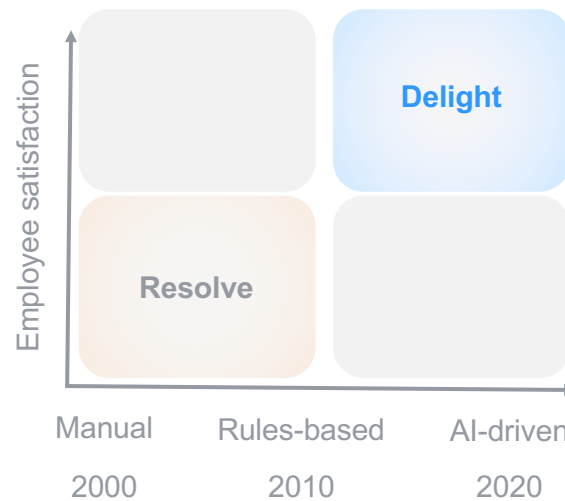 Employee satisfaction
Delight
Resolve
Manual Rules-based AI-driven
2000 2010 2020